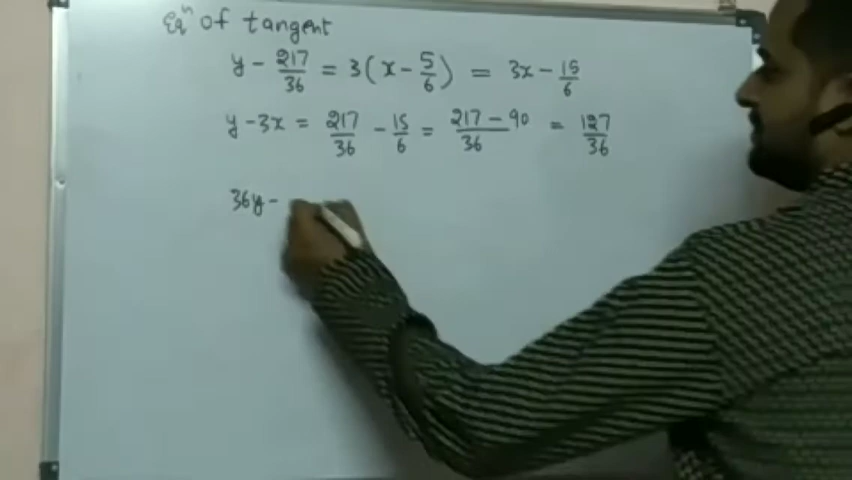 Eqⁿ of tangent
y - 217/36 = 3(x - 5/6) = 3x - 15/6
y - 3x = 217/36 - 15/6 = 217 - 90/36 = 127/36
36y -